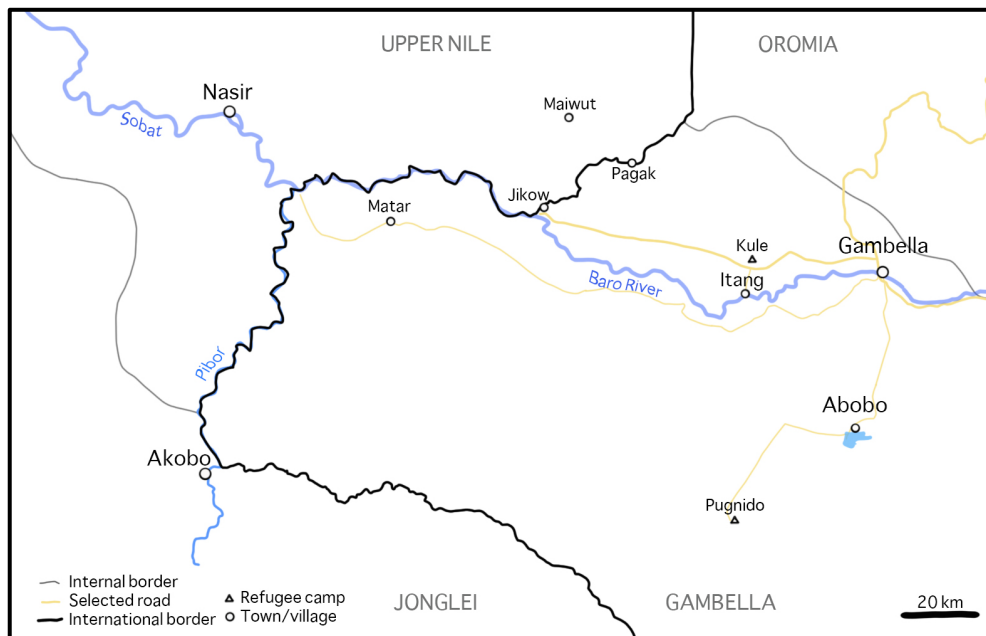 UPPER NILE
OROMIA
Nasir
Maiwut
Sobat
Pagak
Jikow
Matar
Kule
Gambella
Itang
Baro River
Pibor
Abobo
Akobo
Pugnido
Internal border
Selected road
International border
Refugee camp
Town/village
JONGLEI
GAMBELLA
20 km